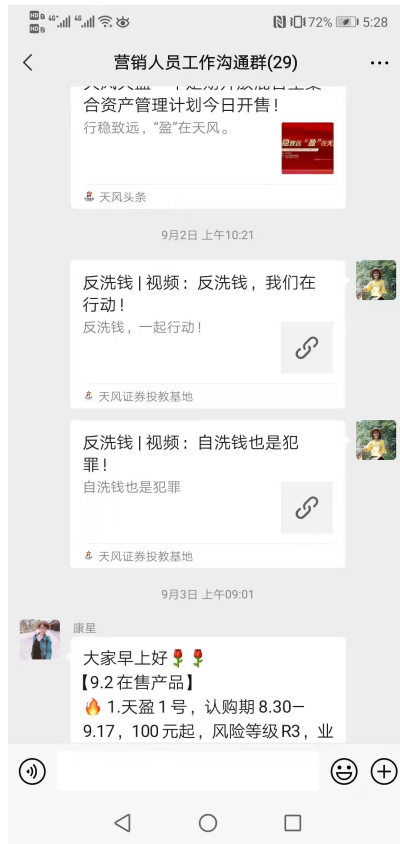 72% 5:28
营销人员工作沟通群(29)
合资产管理计划今日开售！
行稳致远，“盈”在天风。
天风头条
9月2日 上午10:21
反洗钱 | 视频：反洗钱，我们在
行动！
反洗钱，一起行动！
天风证券投教基地
反洗钱 | 视频：自洗钱也是犯
罪！
自洗钱也是犯罪
天风证券投教基地
9月3日 上午09:01
康星
大家早上好🌹🌹
【9.2在售产品】
🔥 1.天盈1号，认购期 8.30—
9.17，100元起，风险等级R3，业